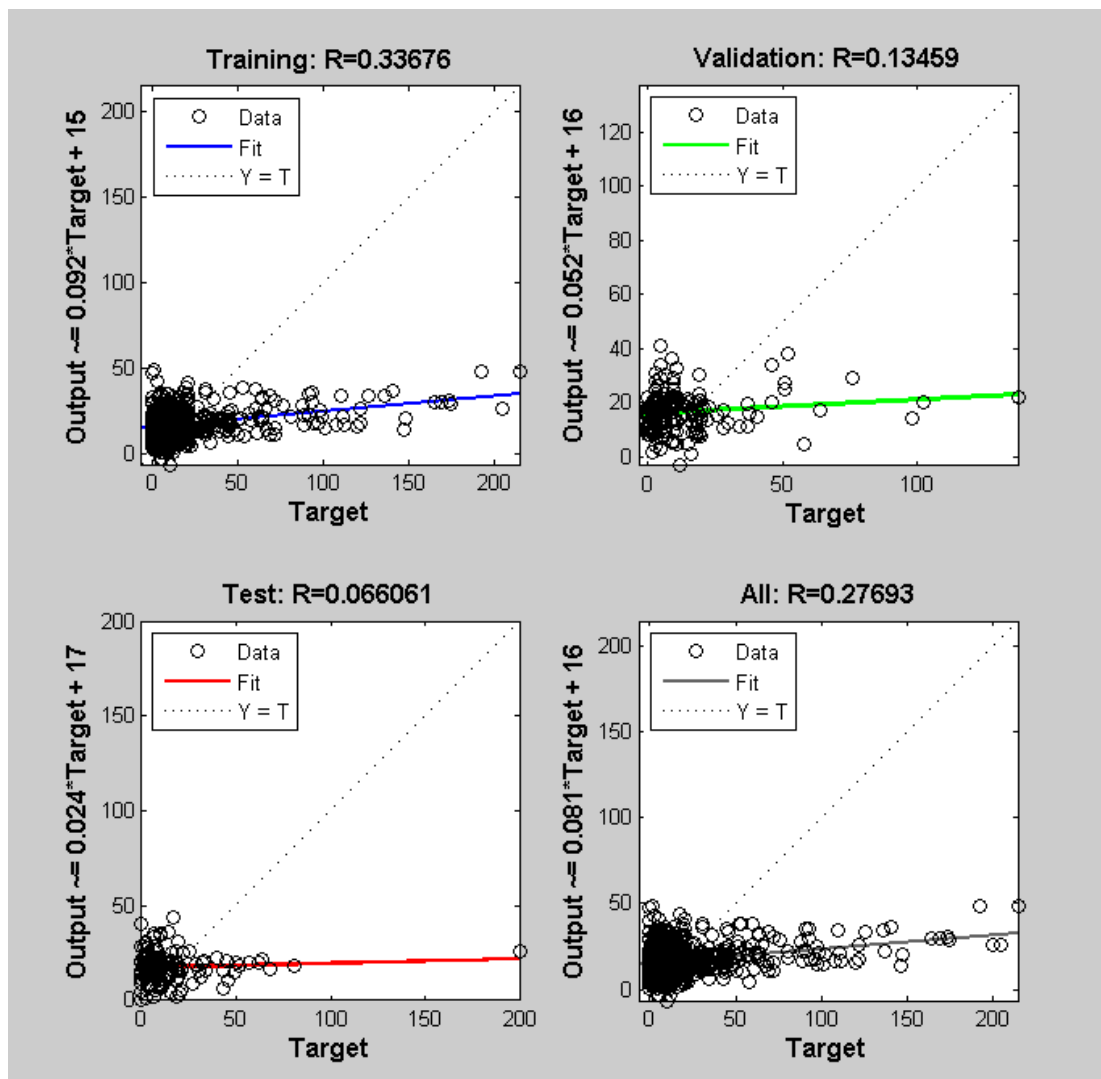 Training: R=0.33676
Output ~= 0.092*Target + 15
200
150
100
50
0
Data
Fit
Y = T
0
50
100
150
200
Target
Validation: R=0.13459
Output ~= 0.052*Target + 16
120
100
80
60
40
20
0
Data
Fit
Y = T
0
50
100
Target
Test: R=0.066061
Output ~= 0.024*Target + 17
200
150
100
50
0
Data
Fit
Y = T
0
50
100
150
200
Target
All: R=0.27693
Output ~= 0.081*Target + 16
200
150
100
50
0
Data
Fit
Y = T
0
50
100
150
200
Target